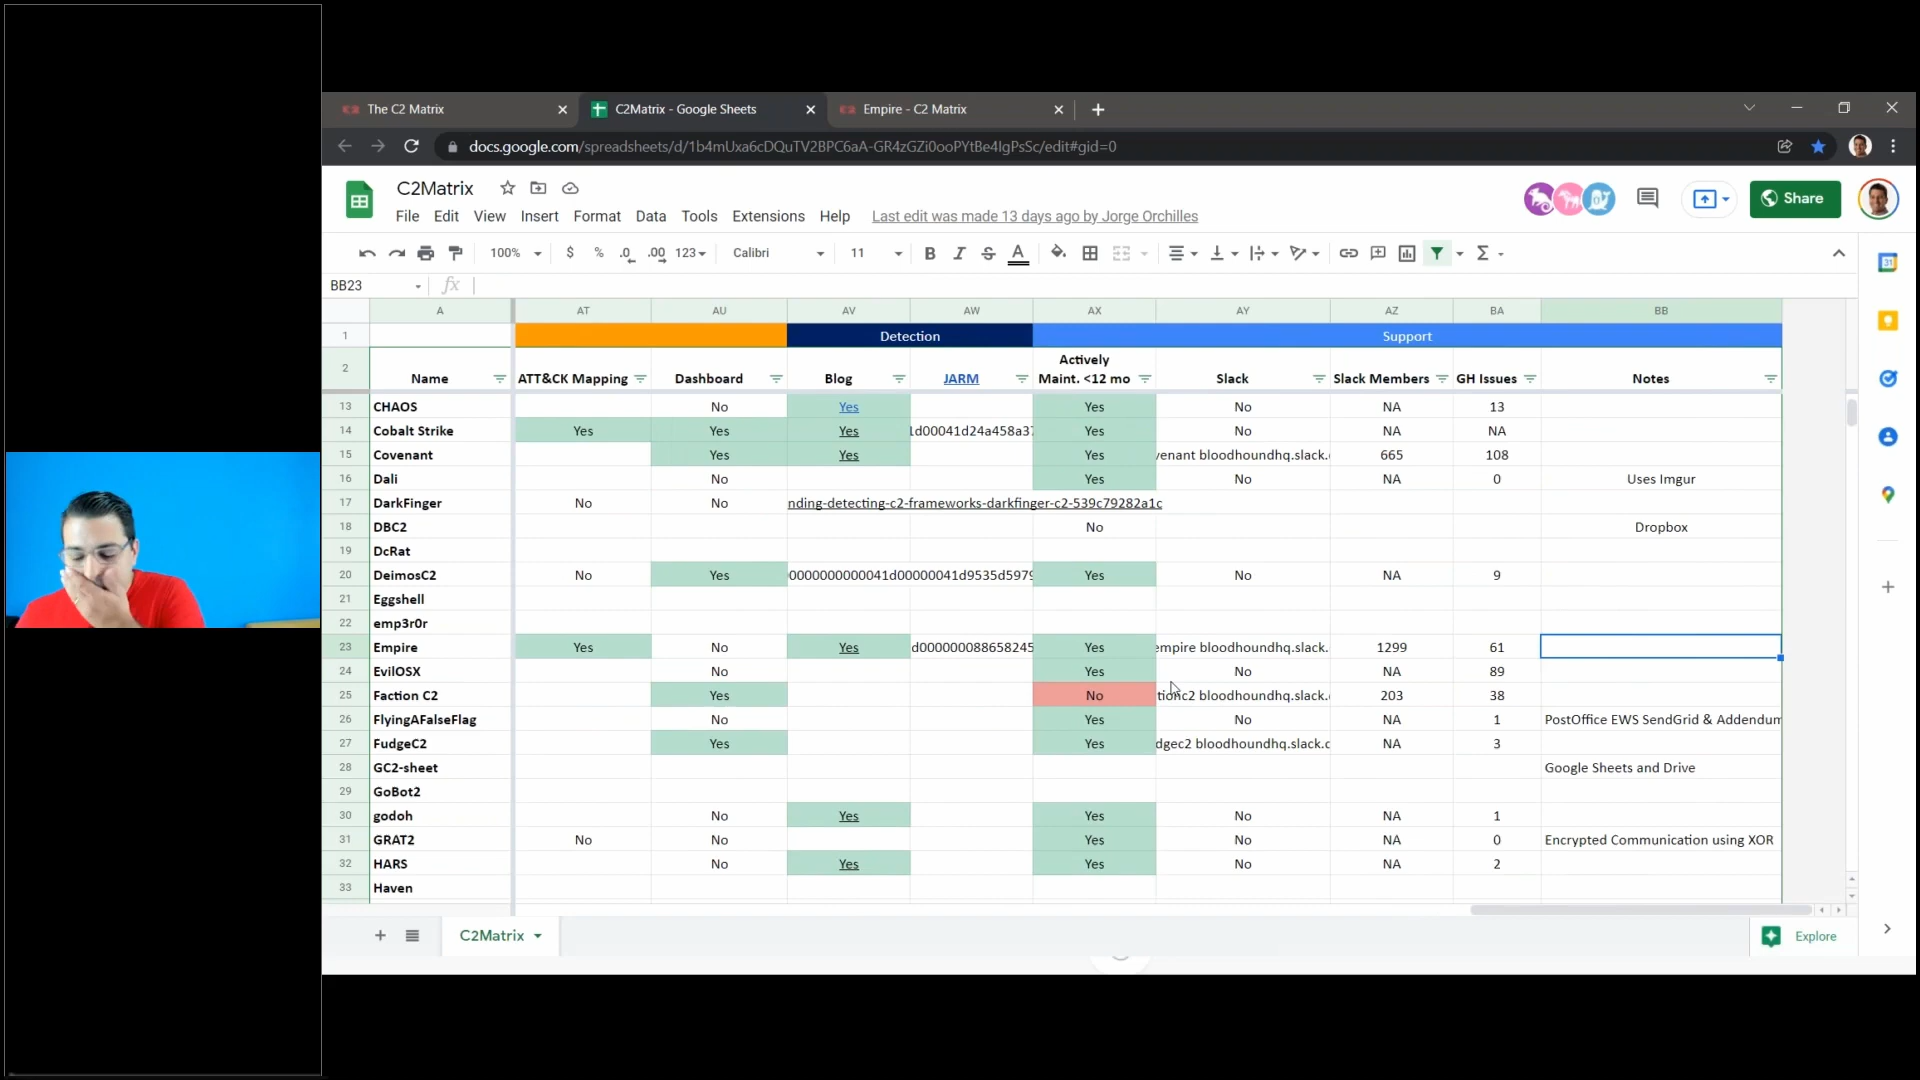 The C2 Matrix
C2Matrix - Google Sheets
Empire - C2 Matrix
docs.google.com/spreadsheets/d/1b4mUxa6cDQuTV2BPC6aA-GR4zGZi0ooPYtBe4IgPsSc/edit#gid=0
C2Matrix
File Edit View Insert Format Data Tools Extensions Help Last edit was made 13 days ago by Jorge Orchilles
Share
100% $ % .0 .00 123 Calibri 11 B I S A Σ
31
BB23 fx
A AT AU AV AW AX AY AZ BA BB
1 Detection Support
2 Name ATT&CK Mapping Dashboard Blog JARM Actively Maint. <12 mo Slack Slack Members GH Issues Notes
13 CHAOS No Yes Yes No NA 13
14 Cobalt Strike Yes Yes Yes 1d00041d24a458a37 Yes No NA NA
15 Covenant Yes Yes Yes venant bloodhoundhq.slack. 665 108
16 Dali No Yes No NA 0 Uses Imgur
17 DarkFinger No No nding-detecting-c2-frameworks-darkfinger-c2-539c79282a1c
18 DBC2 No Dropbox
19 DcRat
20 DeimosC2 No Yes 0000000000041d00000041d9535d5979 Yes No NA 9
21 Eggshell
22 emp3r0r
23 Empire Yes No Yes d000000088658245 Yes empire bloodhoundhq.slack. 1299 61
24 EvilOSX No Yes No NA 89
25 Faction C2 Yes No tionc2 bloodhoundhq.slack. 203 38
26 FlyingAFalseFlag No Yes No NA 1 PostOffice EWS SendGrid & Addendum
27 FudgeC2 Yes Yes dgec2 bloodhoundhq.slack.c NA 3
28 GC2-sheet Google Sheets and Drive
29 GoBot2
30 godoh No Yes Yes No NA 1
31 GRAT2 No No Yes No NA 0 Encrypted Communication using XOR
32 HARS No Yes Yes No NA 2
33 Haven
C2Matrix
Explore